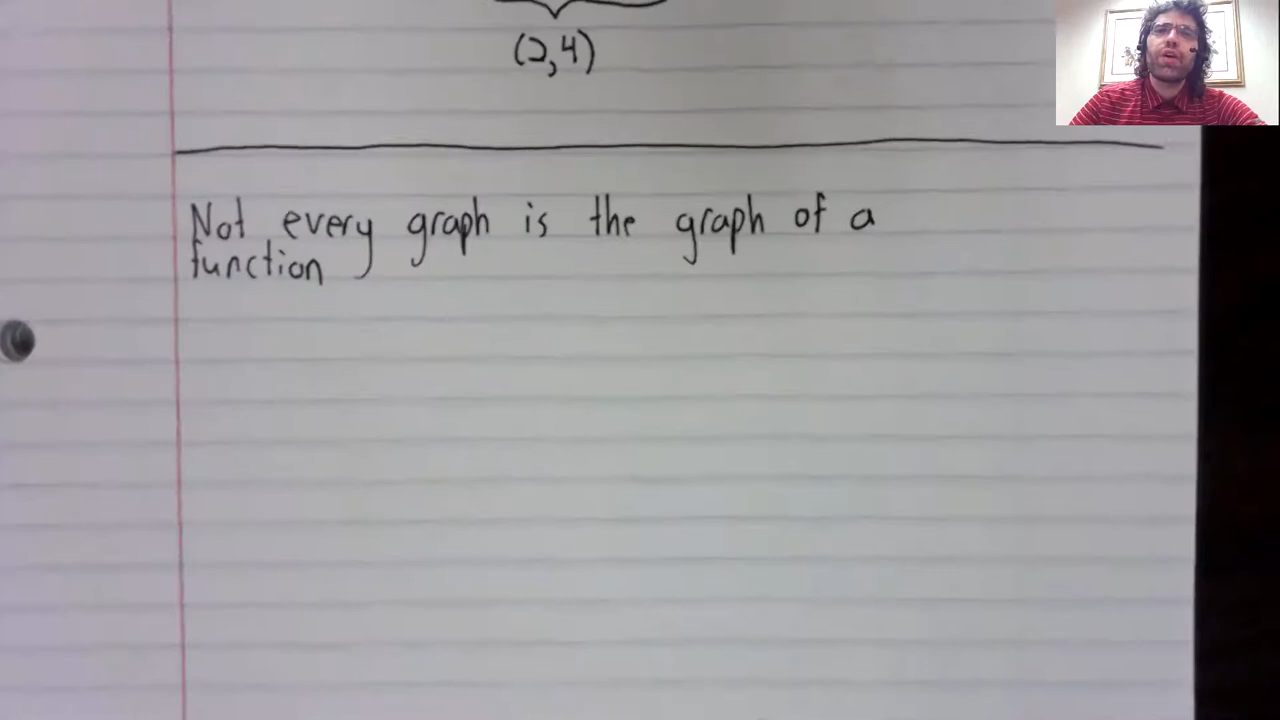 (2,4)
Not every graph is the graph of a
function